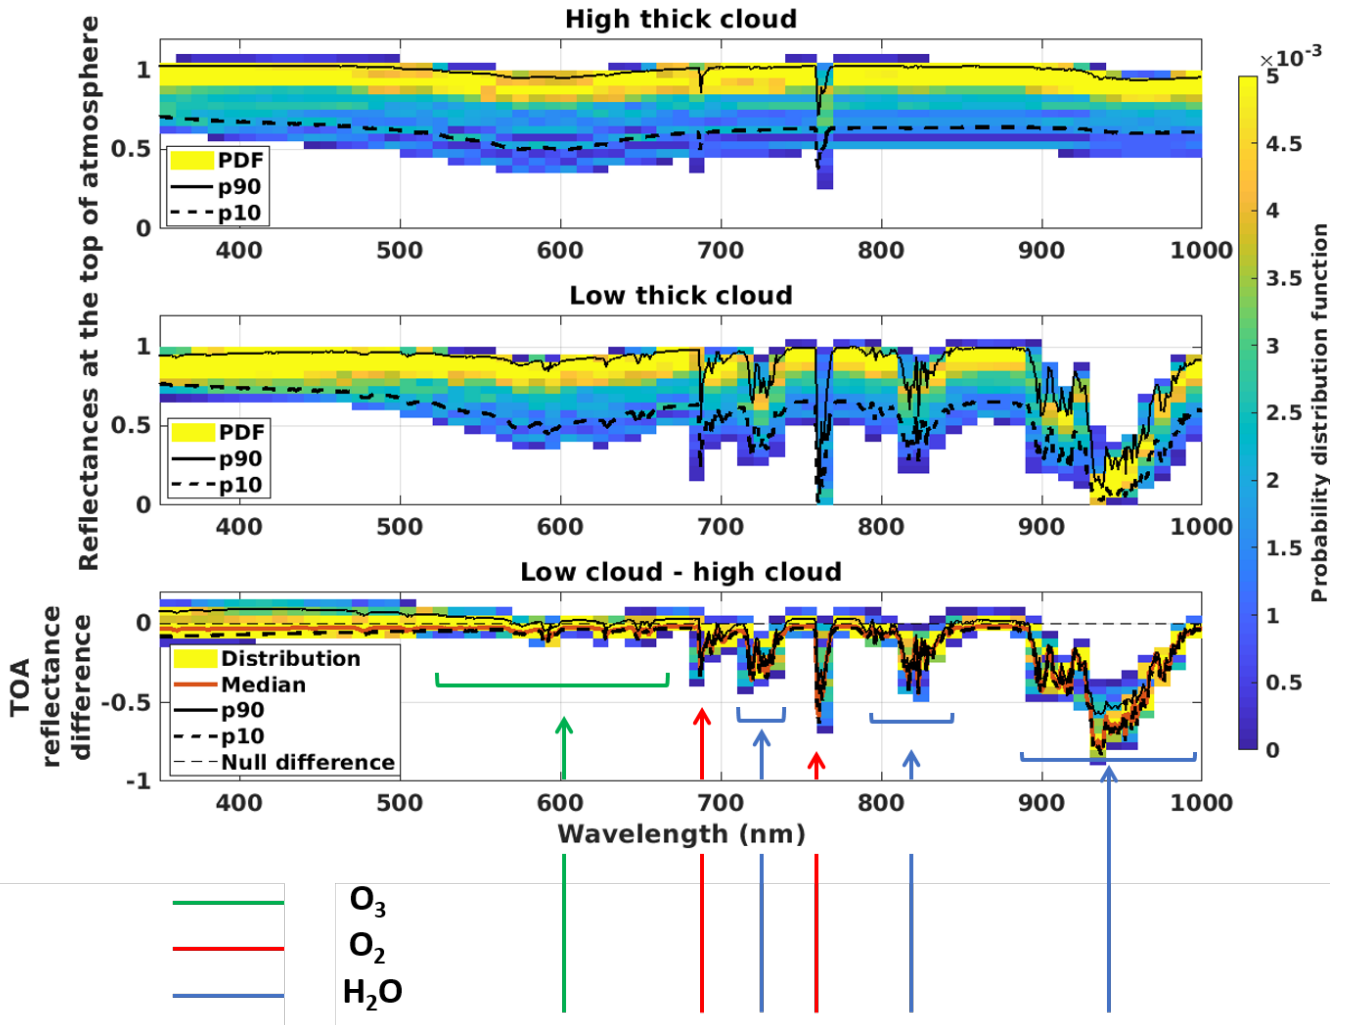 High thick cloud
Reflectances at the top of atmosphere
1
0.5
0
PDF
p90
p10
400 500 600 700 800 900 1000
Low thick cloud
1
0.5
0
PDF
p90
p10
400 500 600 700 800 900 1000
Low cloud - high cloud
TOA
reflectance
difference
0
-0.5
-1
Distribution
Median
p90
p10
Null difference
400 500 600 700 800 900 1000
Wavelength (nm)
×10⁻³
5
4.5
4
3.5
3
2.5
2
1.5
1
0.5
0
Probability distribution function
O₃
O₂
H₂O